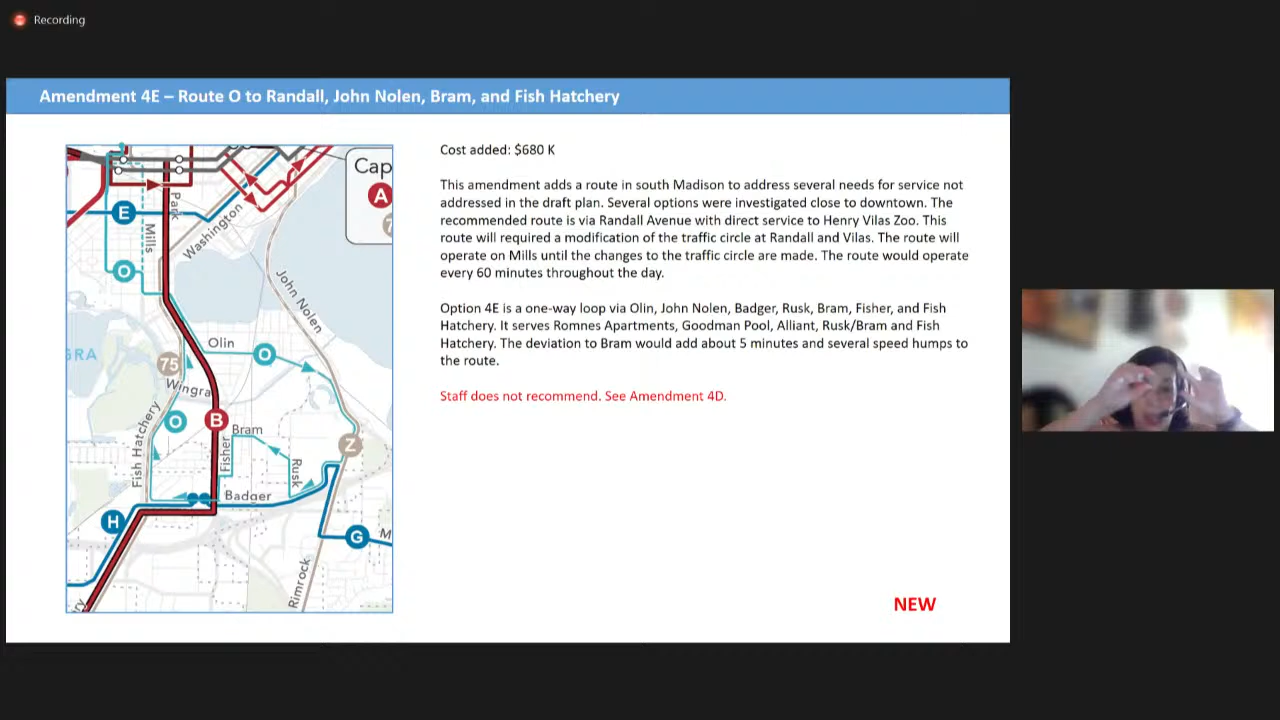 Recording
Amendment 4E – Route O to Randall, John Nolen, Bram, and Fish Hatchery
Cost added: $680 K
This amendment adds a route in south Madison to address several needs for service not
addressed in the draft plan. Several options were investigated close to downtown. The
recommended route is via Randall Avenue with direct service to Henry Vilas Zoo. This
route will required a modification of the traffic circle at Randall and Vilas. The route will
operate on Mills until the changes to the traffic circle are made. The route would operate
every 60 minutes throughout the day.
Option 4E is a one-way loop via Olin, John Nolen, Badger, Rusk, Bram, Fisher, and Fish
Hatchery. It serves Romnes Apartments, Goodman Pool, Alliant, Rusk/Bram and Fish
Hatchery. The deviation to Bram would add about 5 minutes and several speed humps to
the route.
Staff does not recommend. See Amendment 4D.
NEW
Cap
A
7
E
Park
Mills
Washington
O
John Nolen
GRA
Olin
O
75
Wingra
O
B
Bram
Z
Fish Hatchery
Fisher
Rusk
Badger
H
G
M
Rimrock
ry